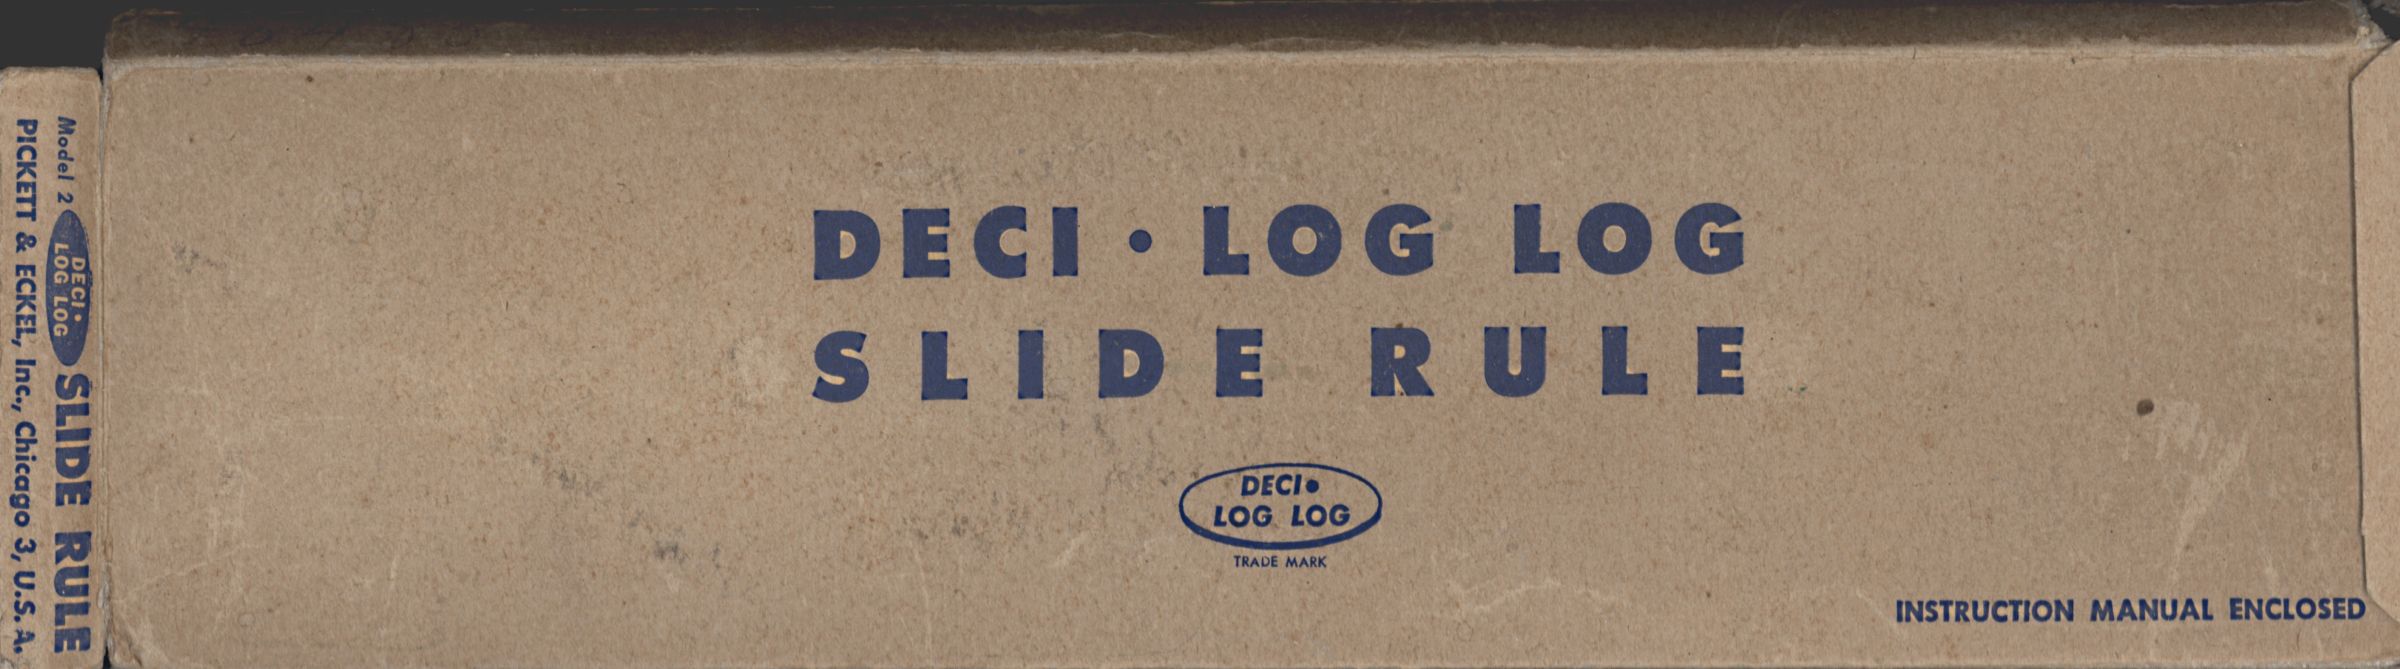 DECI • LOG LOG
SLIDE RULE
DECI•
LOG LOG
TRADE MARK
INSTRUCTION MANUAL ENCLOSED
Model 2 DECI• LOG LOG SLIDE RULE
PICKETT & ECKEL, Inc., Chicago 3, U.S.A.